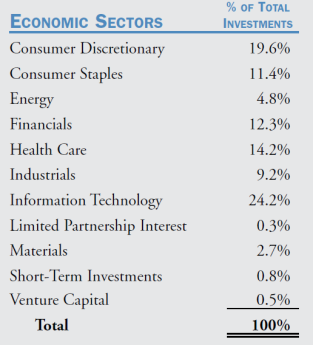 % OF TOTAL
ECONOMIC SECTORS INVESTMENTS
Consumer Discretionary 19.6%
Consumer Staples 11.4%
Energy 4.8%
Financials 12.3%
Health Care 14.2%
Industrials 9.2%
Information Technology 24.2%
Limited Partnership Interest 0.3%
Materials 2.7%
Short-Term Investments 0.8%
Venture Capital 0.5%
Total 100%